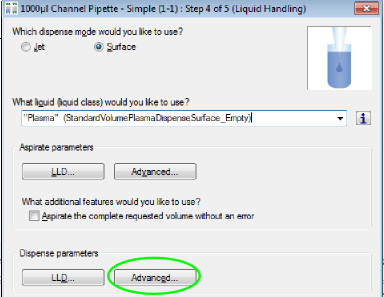 1000µl Channel Pipette - Simple (1-1) : Step 4 of 5 (Liquid Handling)
Which dispense mode would you like to use?
Jet Surface
What liquid (liquid class) would you like to use?
"Plasma" (StandardVolumePlasmaDispenseSurface_Empty)
Aspirate parameters
LLD... Advanced...
What additional features would you like to use?
Aspirate the complete requested volume without an error
Dispense parameters
LLD... Advanced...